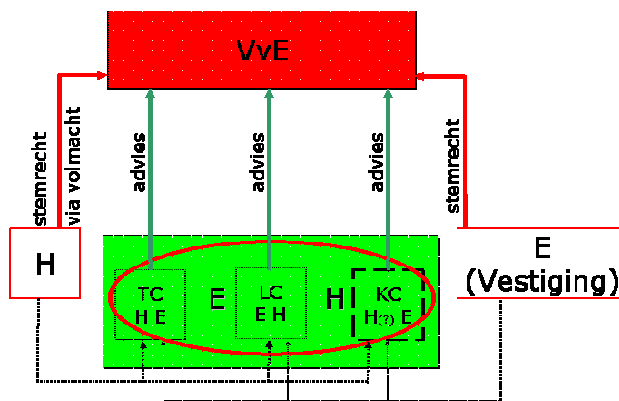 VvE
stemrecht
via volmacht
advies
advies
advies
stemrecht
H
E
(Vestiging)
TC
H E
E
LC
E H
H
KC
H(?) E